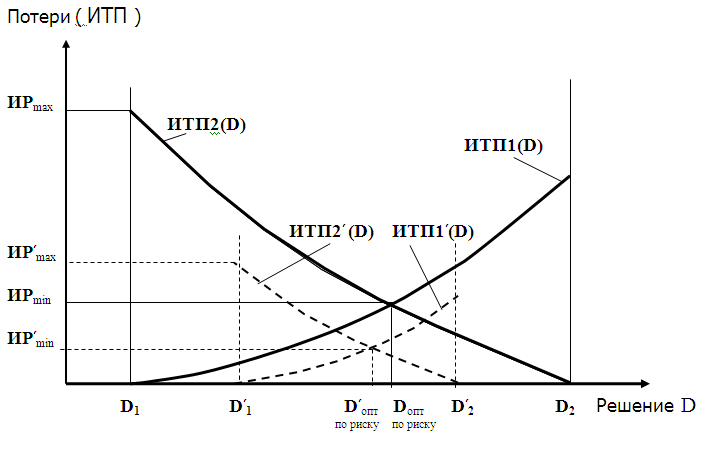 Потери ( ИТП )
ИРmax
ИТП2(D)
ИТП1(D)
ИТП2´(D) ИТП1´(D)
ИР´max
ИРmin
ИР´min
D1 D´1 D´опт Dопт D´2 D2 Решение D
по риску по риску